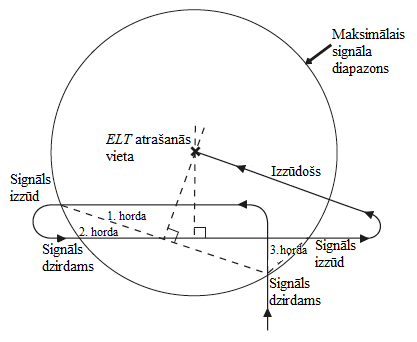 Maksimālais
signāla
diapazons
ELT atrašanās
vieta
Izzūdošs
Signāls
izzūd
1. horda
2. horda
3.horda
Signāls
dzirdams
Signāls
izzūd
Signāls
dzirdams